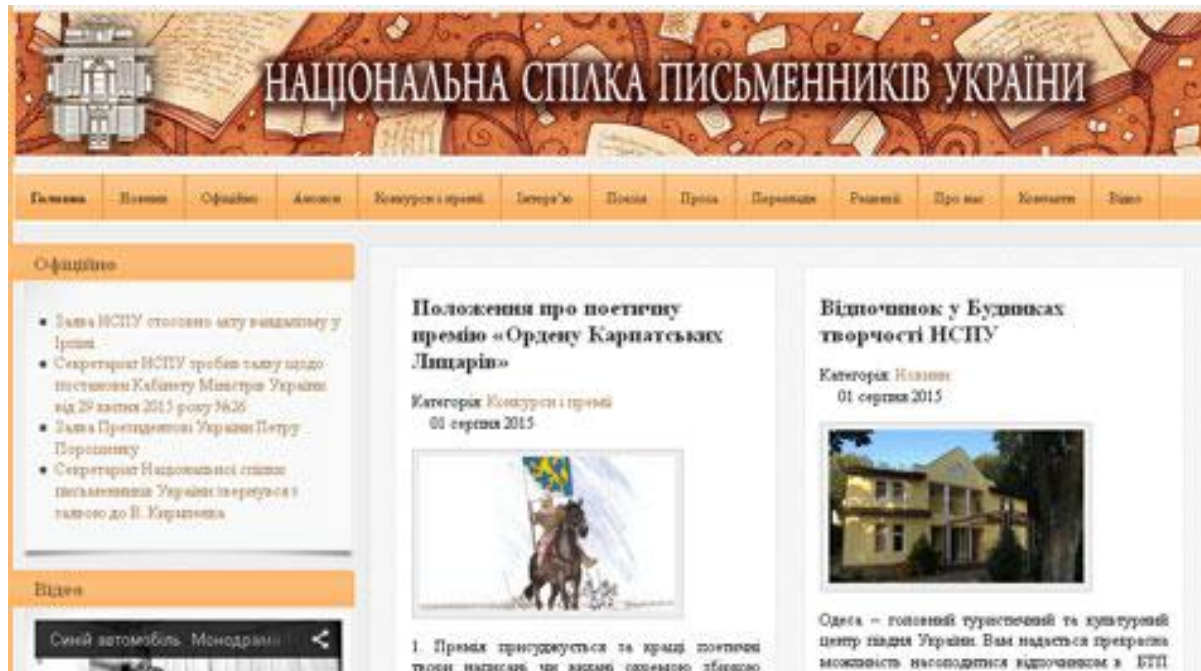 НАЦІОНАЛЬНА СПІЛКА ПИСЬМЕННИКІВ УКРАЇНИ
Головна Новини Офіційно Анонси Конкурси і премії Інтерв'ю Поезія Проза Переклади Рецензії Про нас Контакти Відео
Офіційно
Заява НСПУ стосовно акту вандалізму у
Ірпіні
Секретаріат НСПУ зробив заяву щодо
постанови Кабінету Міністрів України
від 29 квітня 2015 року №26
Заява Президентові України Петру
Порошенку
Секретаріат Національної спілки
письменників України звернувся з
заявою до В. Кириленка
Відео
Синій автомобіль. Монодрама
Положення про поетичну
премію «Ордену Карпатських
Лицарів»
Категорія: Конкурси і премії
01 серпня 2015
1. Премія присуджується за кращі поетичні
твори написані чи видані окремою збіркою
Відпочинок у Будинках
творчості НСПУ
Категорія: Новини
01 серпня 2015
Одеса – головний туристичний та культурний
центр півдня України. Вам надається прекрасна
можливість насолодитися відпочинком в БТП